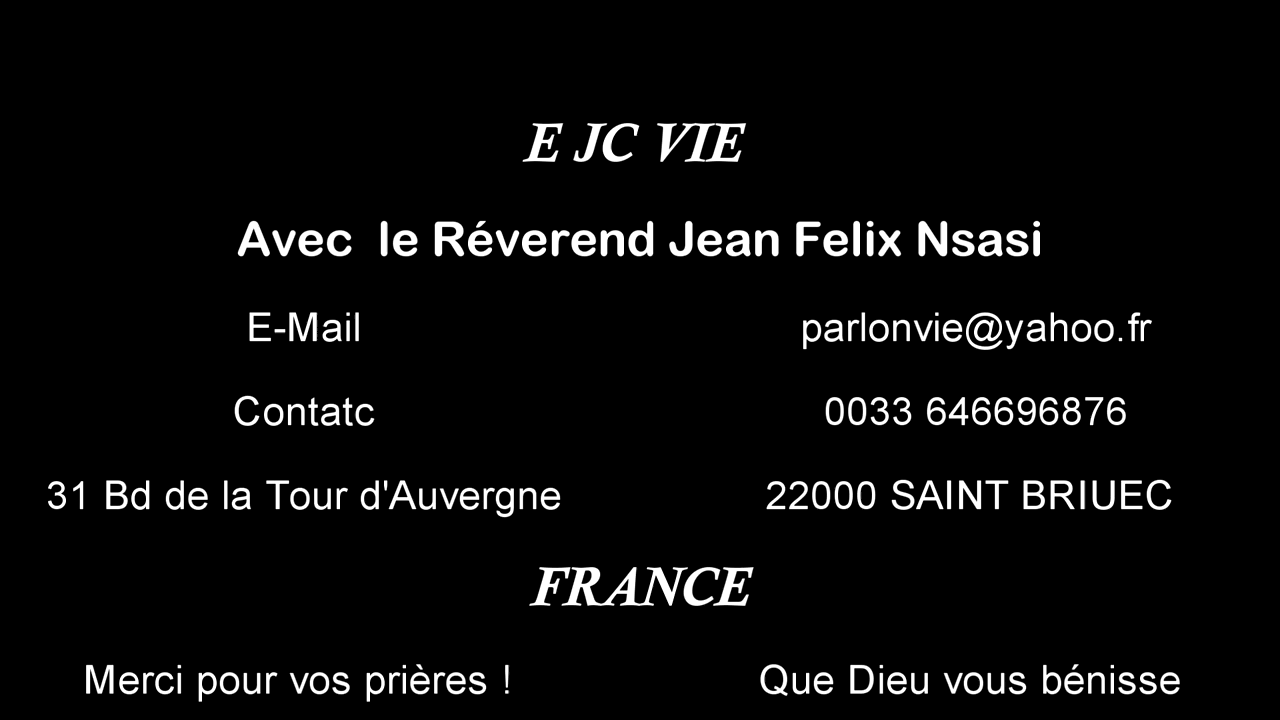 E JC VIE
Avec le Réverend Jean Felix Nsasi
E-Mail parlonvie@yahoo.fr
Contatc 0033 646696876
31 Bd de la Tour d'Auvergne 22000 SAINT BRIUEC
FRANCE
Merci pour vos prières ! Que Dieu vous bénisse